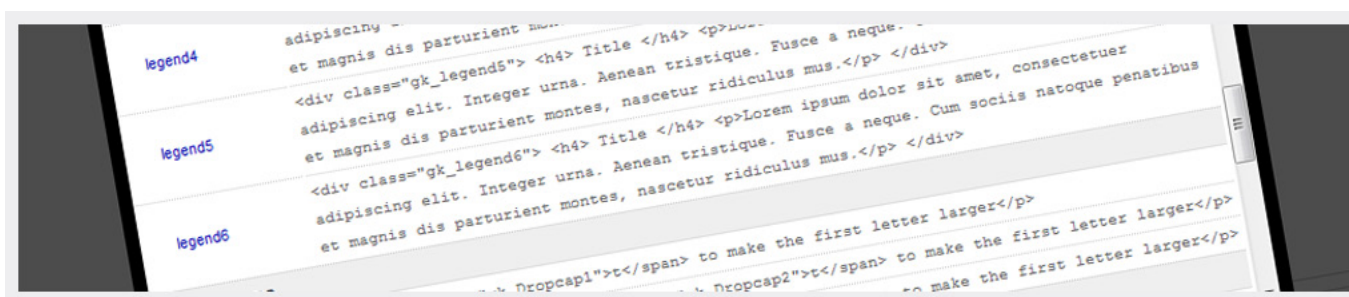 adipiscing
legend4
et magnis dis parturient
<div class="gk_legend5"> <h4> Title </h4> <p>Lorem
adipiscing elit. Integer urna. Aenean tristique. Fusce a neque.
legend5
et magnis dis parturient montes, nascetur ridiculus mus.</p> </div>
<div class="gk_legend6"> <h4> Title </h4> <p>Lorem ipsum dolor sit amet, consectetuer
adipiscing elit. Integer urna. Aenean tristique. Fusce a neque. Cum sociis natoque penatibus
legend6
et magnis dis parturient montes, nascetur ridiculus mus.</p> </div>
Dropcap1">t</span> to make the first letter larger</p>
Dropcap2">t</span> to make the first letter larger</p>
to make the first letter larger</p>